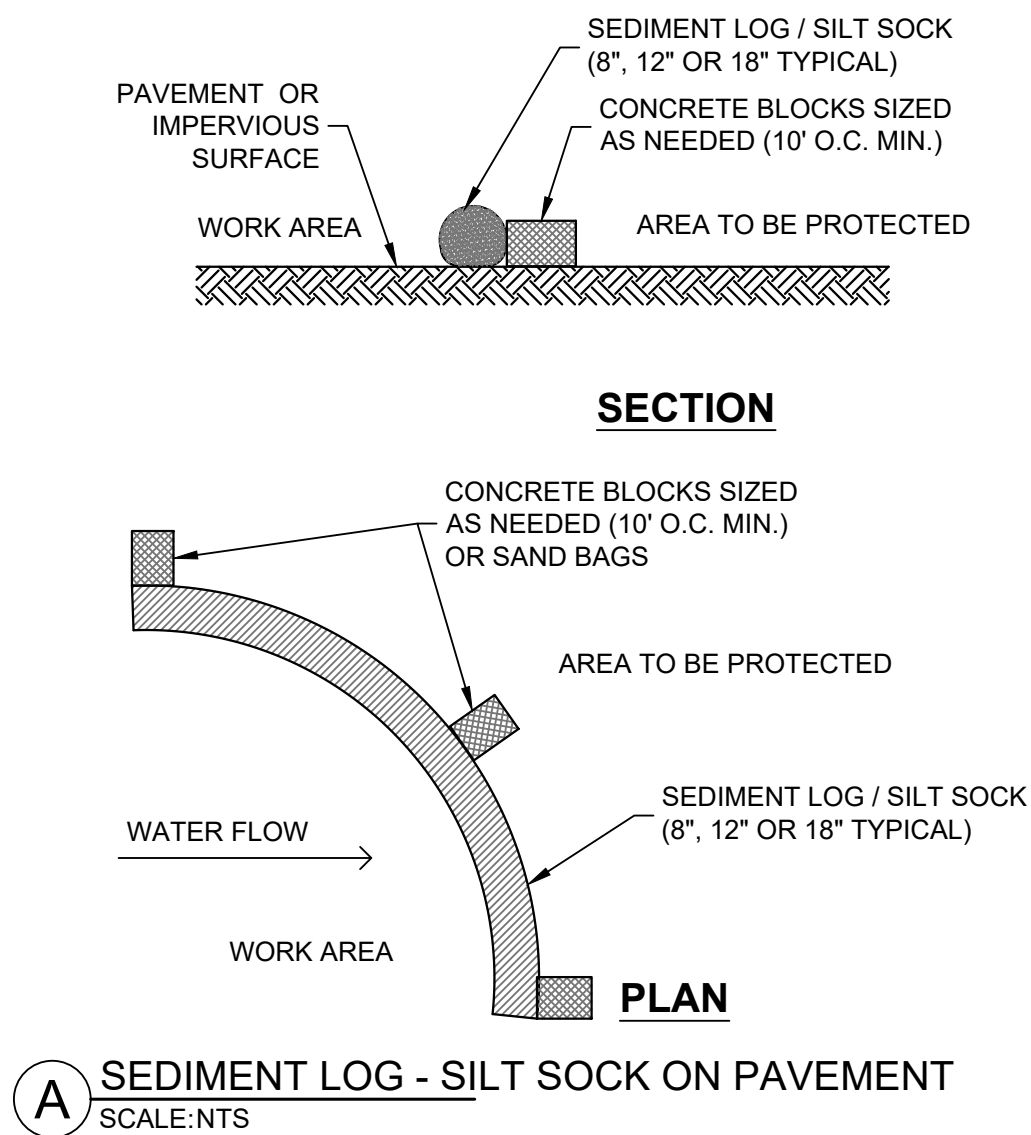 SEDIMENT LOG / SILT SOCK
(8", 12" OR 18" TYPICAL)
PAVEMENT OR
IMPERVIOUS
SURFACE
CONCRETE BLOCKS SIZED
AS NEEDED (10' O.C. MIN.)
WORK AREA
AREA TO BE PROTECTED
SECTION
CONCRETE BLOCKS SIZED
AS NEEDED (10' O.C. MIN.)
OR SAND BAGS
AREA TO BE PROTECTED
SEDIMENT LOG / SILT SOCK
(8", 12" OR 18" TYPICAL)
WATER FLOW
WORK AREA
PLAN
A
SEDIMENT LOG - SILT SOCK ON PAVEMENT
SCALE:NTS